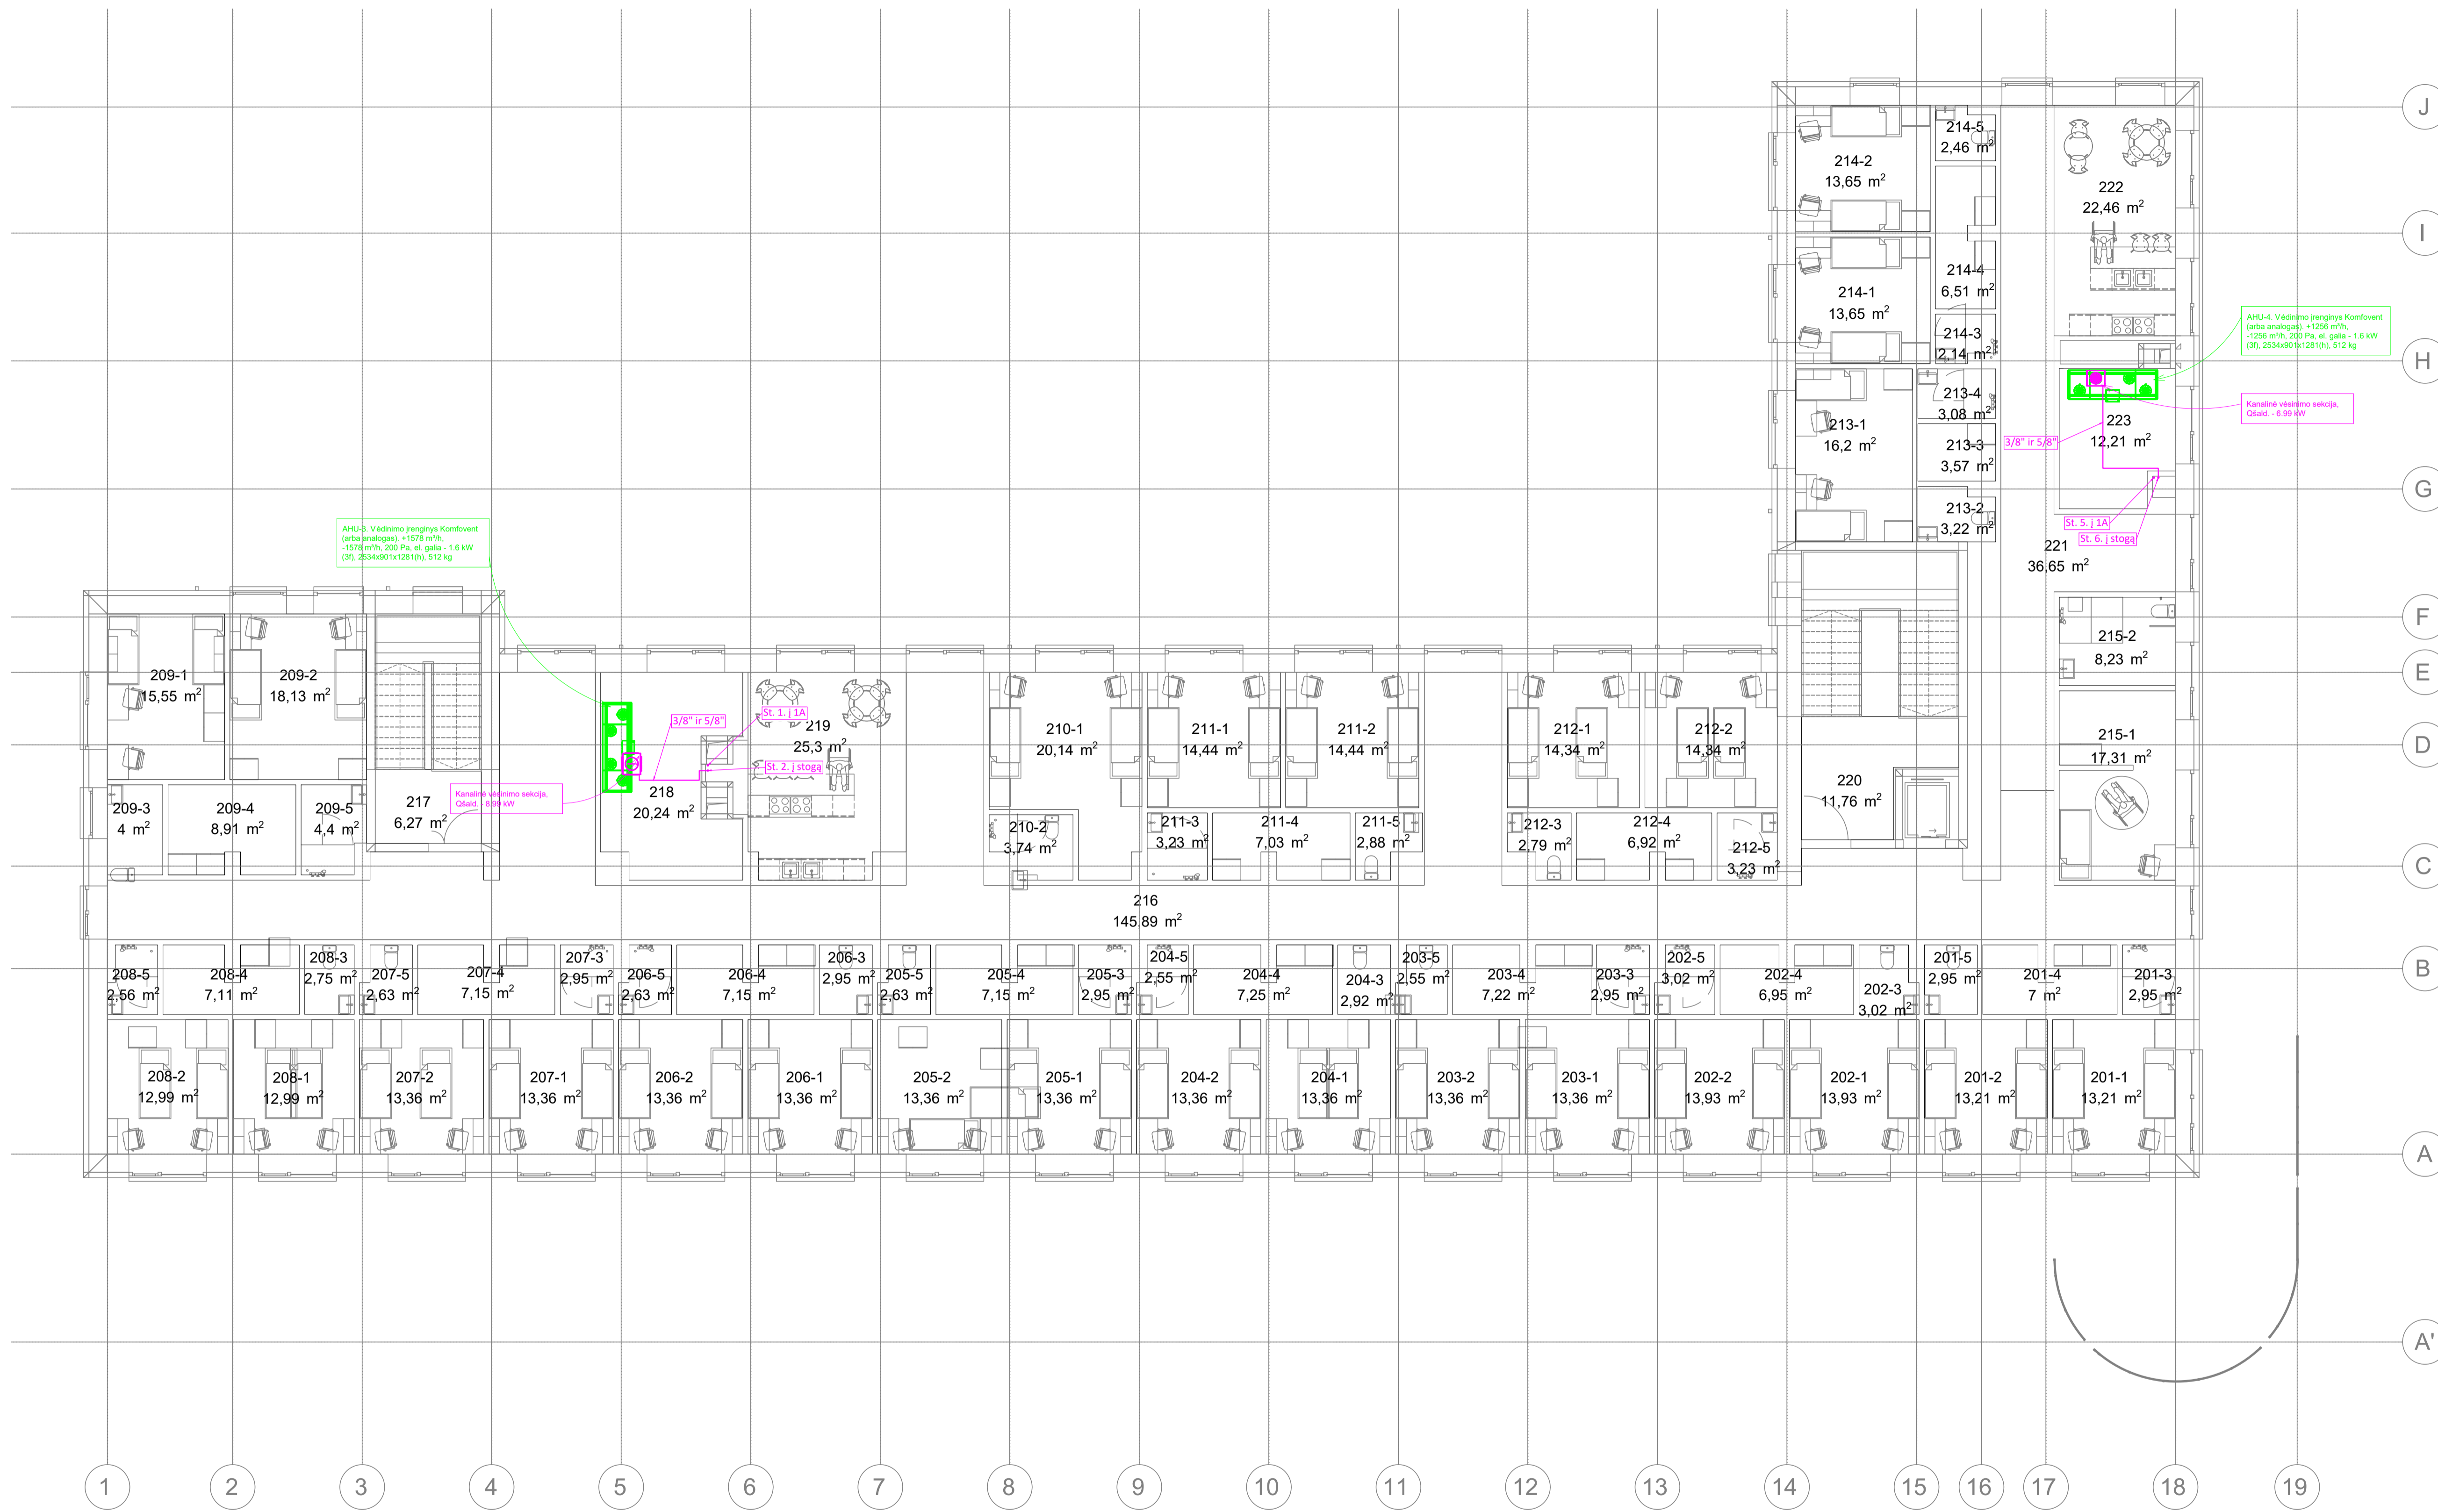 J
214-5
2,46 m²
214-2
13,65 m²
222
22,46 m²
I
214-4
6,51 m²
214-1
13,65 m²
AHU-4. Vėdinimo įrenginys Komfovent
(arba analogas). +1256 m³/h,
-1256 m³/h, 200 Pa, el. galia - 1.6 kW
(3f), 2534x901x1281(h), 512 kg
214-3
2,14 m²
H
213-4
3,08 m²
Kanalinė vėsinimo sekcija,
Qšald. - 6.99 kW
213-1
16,2 m²
223
12,21 m²
3/8" ir 5/8"
213-3
3,57 m²
G
213-2
3,22 m²
St. 5. į 1A
St. 6. į stogą
221
36,65 m²
AHU-3. Vėdinimo įrenginys Komfovent
(arba analogas). +1578 m³/h,
-1578 m³/h, 200 Pa, el. galia - 1.6 kW
(3f), 2534x901x1281(h), 512 kg
F
215-2
8,23 m²
E
209-1
15,55 m²
209-2
18,13 m²
3/8" ir 5/8"
St. 1. į 1A
219
25,3 m²
St. 2. į stogą
210-1
20,14 m²
211-1
14,44 m²
211-2
14,44 m²
212-1
14,34 m²
212-2
14,34 m²
215-1
17,31 m²
D
220
11,76 m²
Kanalinė vėsinimo sekcija,
Qšald. - 8.99 kW
218
20,24 m²
209-3
4 m²
209-4
8,91 m²
209-5
4,4 m²
217
6,27 m²
210-2
3,74 m²
211-3
3,23 m²
211-4
7,03 m²
211-5
2,88 m²
212-3
2,79 m²
212-4
6,92 m²
212-5
3,23 m²
C
216
145,89 m²
208-5
2,56 m²
208-4
7,11 m²
208-3
2,75 m²
207-5
2,63 m²
207-4
7,15 m²
207-3
2,95 m²
206-5
2,63 m²
206-4
7,15 m²
206-3
2,95 m²
205-5
2,63 m²
205-4
7,15 m²
205-3
2,95 m²
204-5
2,55 m²
204-4
7,25 m²
204-3
2,92 m²
203-5
2,55 m²
203-4
7,22 m²
203-3
2,95 m²
202-5
3,02 m²
202-4
6,95 m²
202-3
3,02 m²
201-5
2,95 m²
201-4
7 m²
201-3
2,95 m²
B
208-2
12,99 m²
208-1
12,99 m²
207-2
13,36 m²
207-1
13,36 m²
206-2
13,36 m²
206-1
13,36 m²
205-2
13,36 m²
205-1
13,36 m²
204-2
13,36 m²
204-1
13,36 m²
203-2
13,36 m²
203-1
13,36 m²
202-2
13,93 m²
202-1
13,93 m²
201-2
13,21 m²
201-1
13,21 m²
A
A'
1
2
3
4
5
6
7
8
9
10
11
12
13
14
15
16
17
18
19